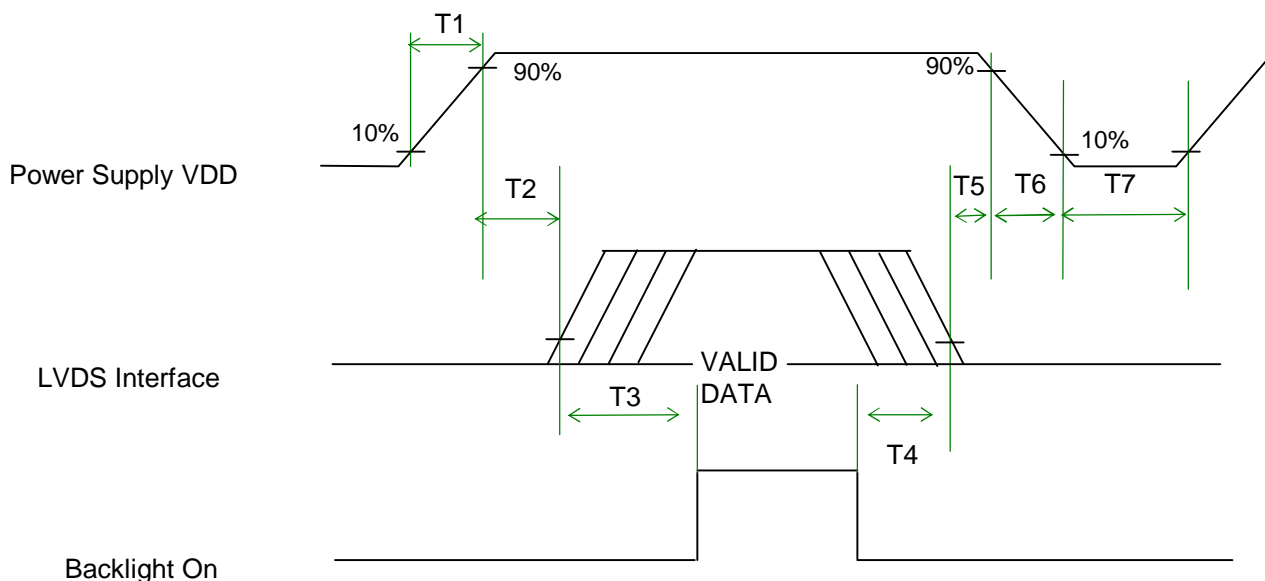 T1
90%
90%
10%
10%
Power Supply VDD
T2
T5
T6
T7
VALID
DATA
LVDS Interface
T3
T4
Backlight On